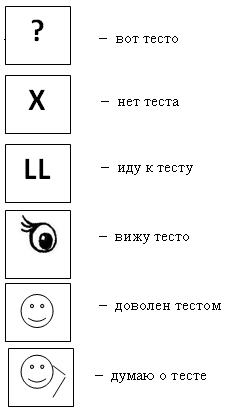 ? – вот тесто
X – нет теста
LL – иду к тесту
– вижу тесто
– доволен тестом
– думаю о тесте